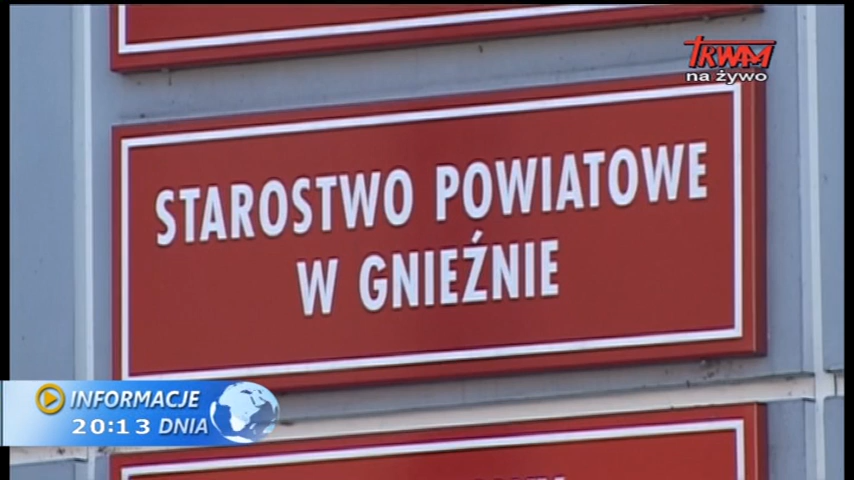 TRWAM
na żywo
STAROSTWO POWIATOWE
W GNIEŹNIE
INFORMACJE
20:13 DNIA